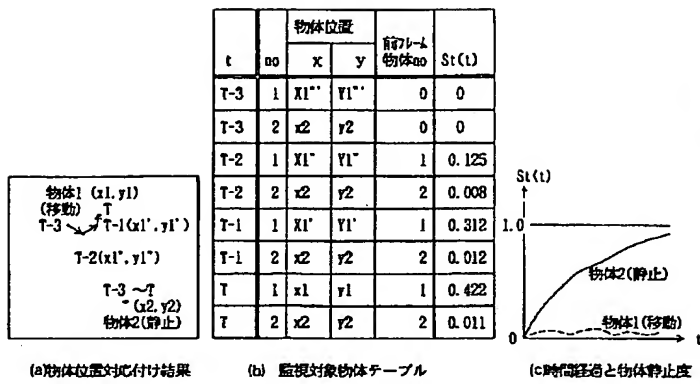 物体位置
前フレーム
t no x y 物体no St(t)
T-3 1 X1"' Y1"' 0 0
T-3 2 x2 y2 0 0
T-2 1 X1" Y1" 1 0.125
T-2 2 x2 y2 2 0.008
T-1 1 X1' Y1' 1 0.312
T-1 2 x2 y2 2 0.012
T 1 x1 y1 1 0.422
T 2 x2 y2 2 0.011
物体1 (x1,y1)
(移動) T
T-3 T-1(x1',y1')
T-2(x1",y1")
T-3 ~T
(x2,y2)
物体2(静止)
St(t)
1.0
物体2(静止)
物体1(移動)
0 t
(a)物体位置対応付け結果
(b) 監視対象物体テーブル
(c)時間経過と物体静止度